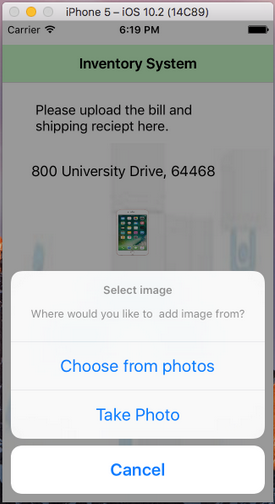 iPhone 5 – iOS 10.2 (14C89)
Carrier 6:19 PM
Inventory System
Please upload the bill and
shipping reciept here.
800 University Drive, 64468
Select image
Where would you like to  add image from?
Choose from photos
Take Photo
Cancel